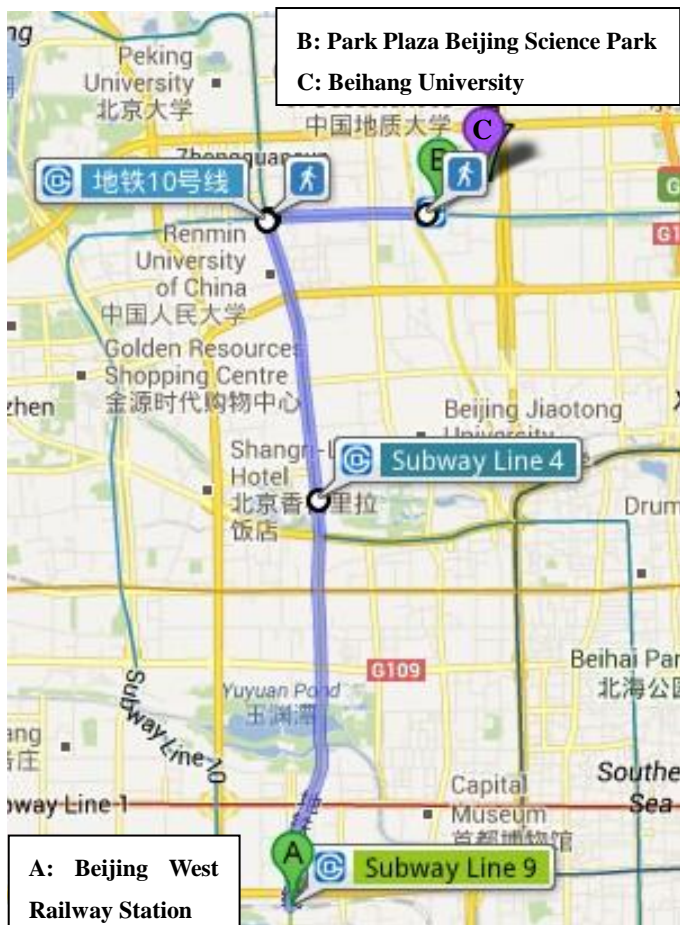 B: Park Plaza Beijing Science Park
C: Beihang University
Peking
University
北京大学
中国地质大学
C
B
地铁10号线
Renmin
University
of China
中国人民大学
G1
Golden Resources
Shopping Centre
金源时代购物中心
zhen
Beijing Jiaotong
University
Shangri-L
Hotel
北京香 里拉
饭店
Subway Line 4
Drum
G109
Beihai Par
北海公园
Yuyuan Pond
玉渊潭
Subway Line 10
ang
Southe
Sea
way Line 1
Capital
Museum
首都博物馆
A
Subway Line 9
A: Beijing West
Railway Station